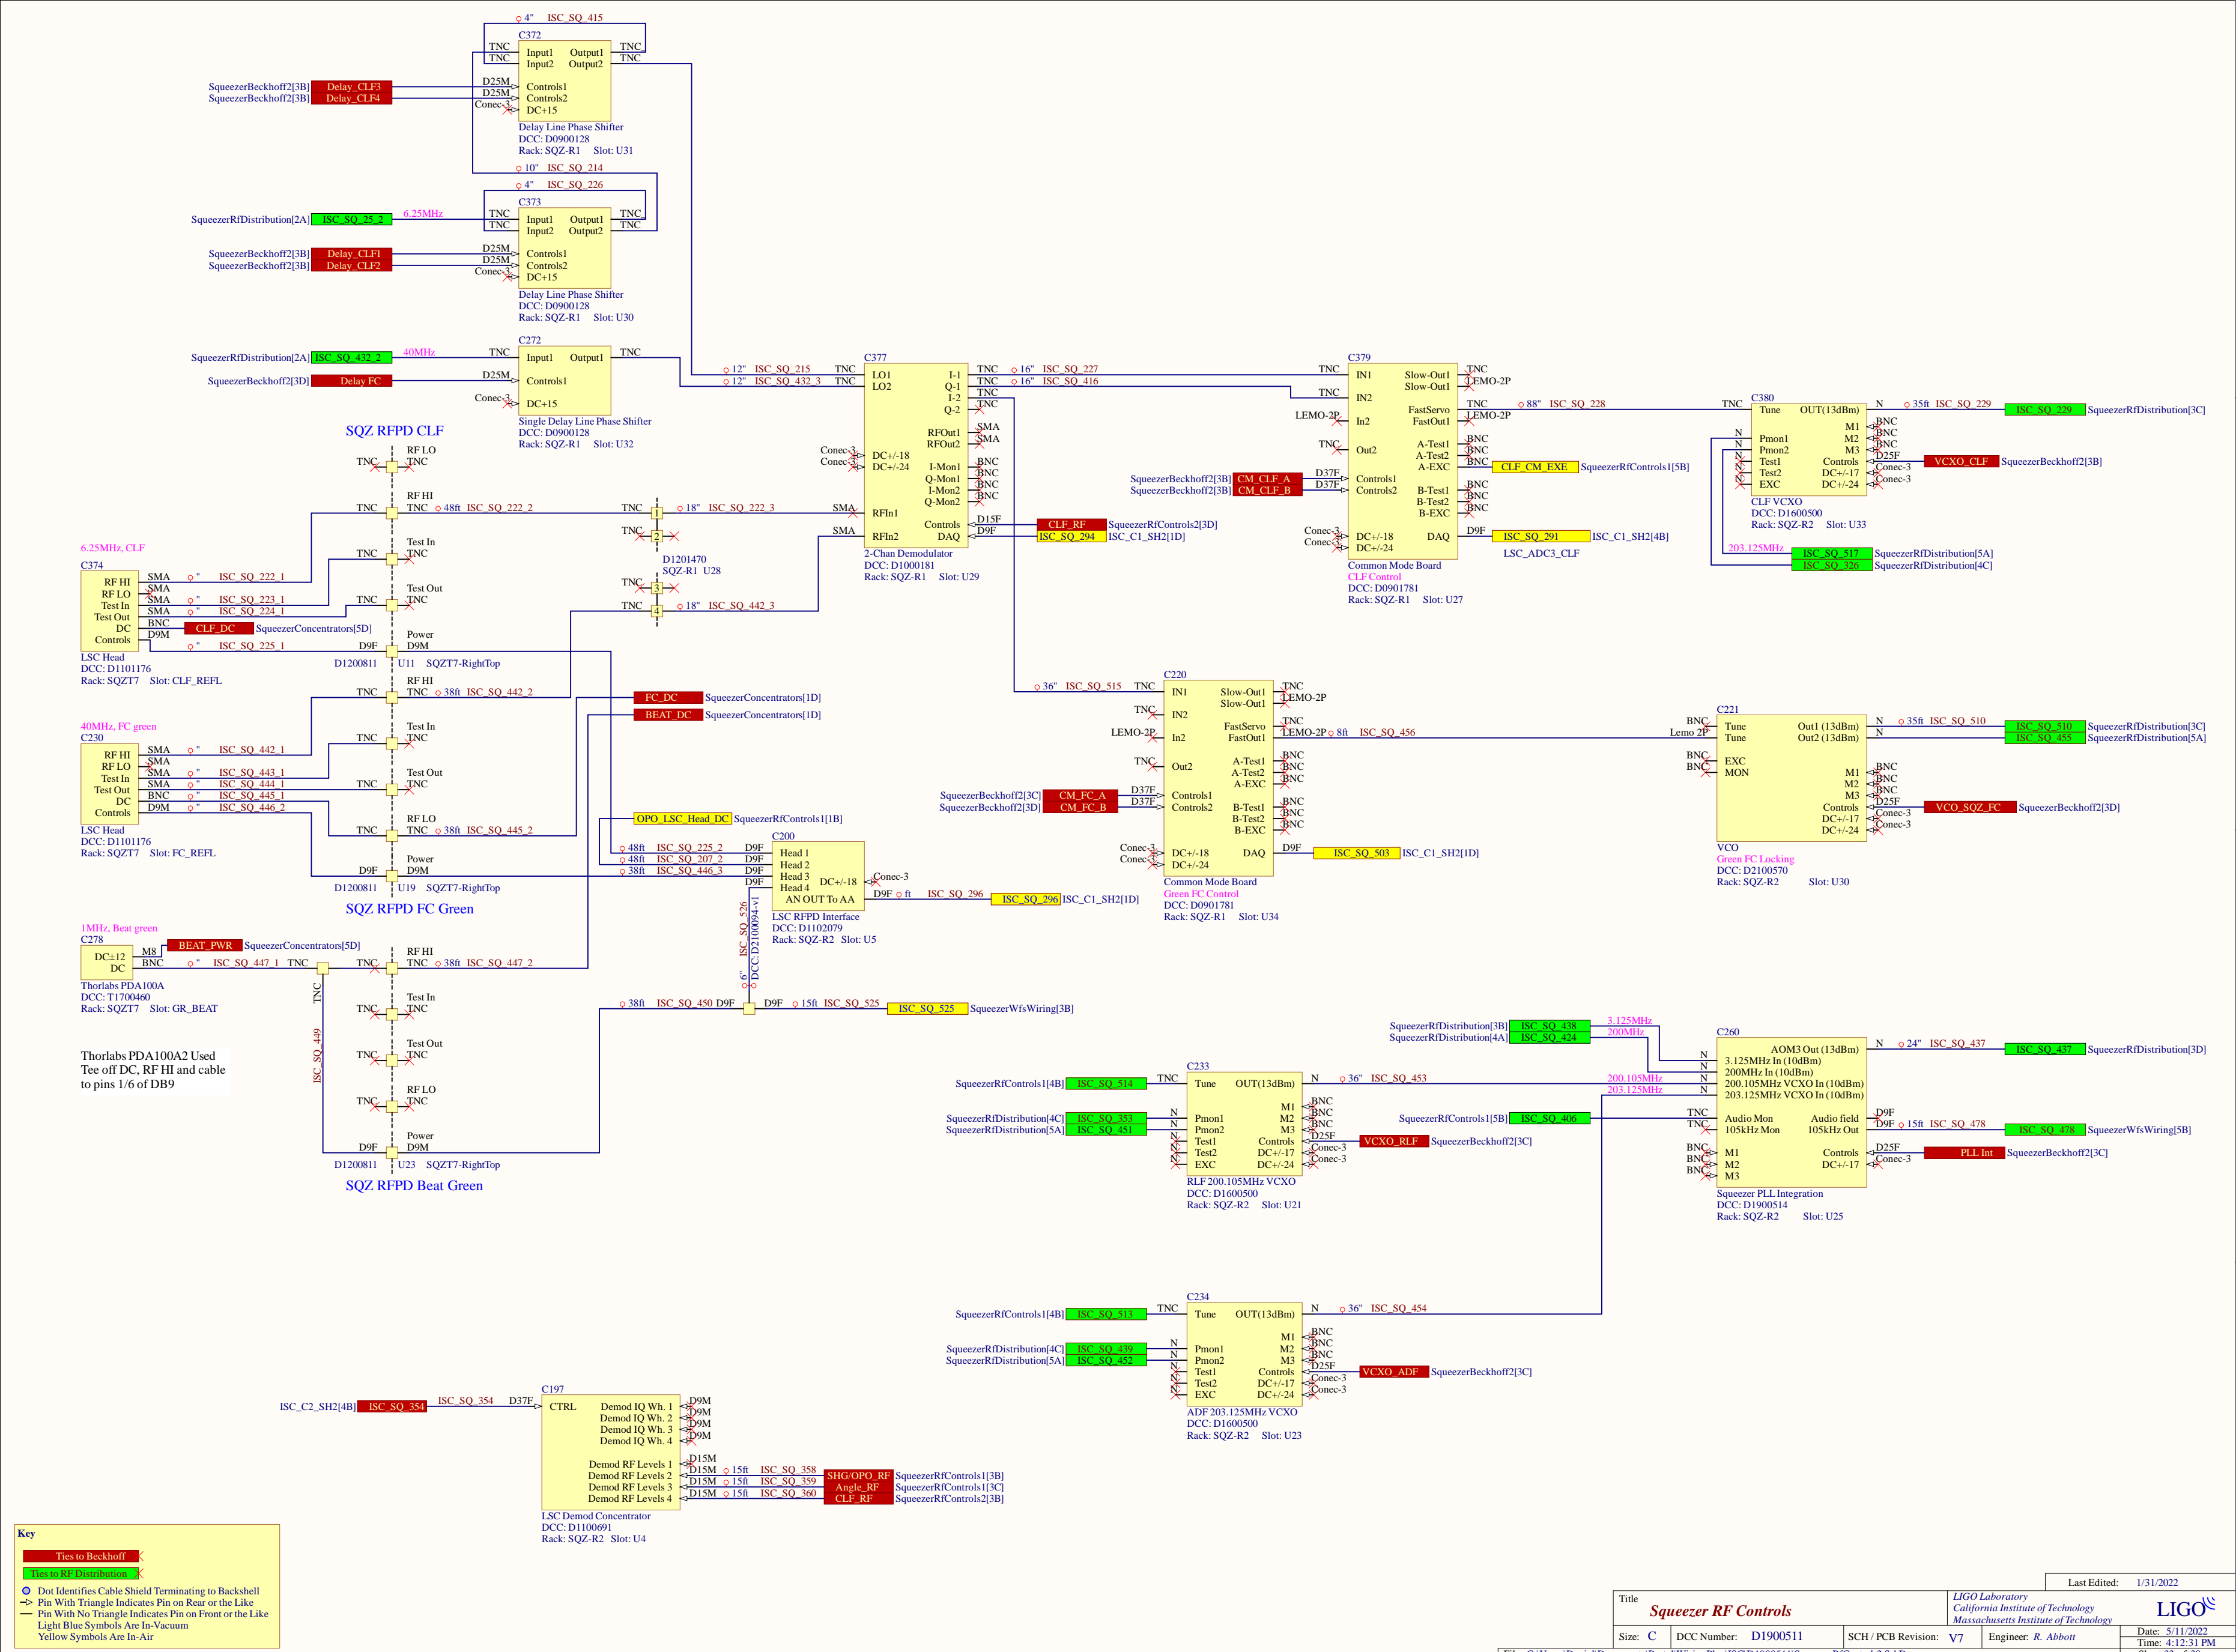 4" ISC_SQ_415
C372
TNC Input1 Output1 TNC
TNC Input2 Output2 TNC
SqueezerBeckhoff2[3B] Delay_CLF3 D25M Controls1
SqueezerBeckhoff2[3B] Delay_CLF4 D25M Controls2
Conec-3 DC+15
Delay Line Phase Shifter
DCC: D0900128
Rack: SQZ-R1 Slot: U31
10" ISC_SQ_214
4" ISC_SQ_226
C373
SqueezerRfDistribution[2A] ISC_SQ_25_2 6.25MHz TNC Input1 Output1 TNC
TNC Input2 Output2 TNC
SqueezerBeckhoff2[3B] Delay_CLF1 D25M Controls1
SqueezerBeckhoff2[3B] Delay_CLF2 D25M Controls2
Conec-3 DC+15
Delay Line Phase Shifter
DCC: D0900128
Rack: SQZ-R1 Slot: U30
C272
SqueezerRfDistribution[2A] ISC_SQ_432_2 40MHz TNC Input1 Output1 TNC
SqueezerBeckhoff2[3D] Delay FC D25M Controls1
Conec-3 DC+15
Single Delay Line Phase Shifter
DCC: D0900128
Rack: SQZ-R1 Slot: U32
C377
12" ISC_SQ_215 TNC LO1 I-1 TNC 16" ISC_SQ_227
12" ISC_SQ_432_3 TNC LO2 Q-1 TNC 16" ISC_SQ_416
I-2 TNC
Q-2 TNC
RFOut1 SMA
RFOut2 SMA
Conec-3 DC+/-18
Conec-3 DC+/-24
I-Mon1 BNC
Q-Mon1 BNC
I-Mon2 BNC
Q-Mon2 BNC
SMA RFIn1
SMA RFIn2
Controls D15F CLF_RF SqueezerRfControls2[3D]
DAQ D9F ISC_SQ_294 ISC_C1_SH2[1D]
2-Chan Demodulator
DCC: D1000181
Rack: SQZ-R1 Slot: U29
C379
TNC IN1 Slow-Out1 TNC
Slow-Out1 LEMO-2P
TNC IN2
FastServo TNC 88" ISC_SQ_228
LEMO-2P In2 FastOut1 LEMO-2P
TNC Out2 A-Test1 BNC
A-Test2 BNC
A-EXC BNC CLF_CM_EXE SqueezerRfControls1[5B]
SqueezerBeckhoff2[3B] CM_CLF_A D37F Controls1
SqueezerBeckhoff2[3B] CM_CLF_B D37F Controls2
B-Test1 BNC
B-Test2 BNC
B-EXC BNC
Conec-3 DC+/-18 DAQ D9F ISC_SQ_291 ISC_C1_SH2[4B]
Conec-3 DC+/-24
LSC_ADC3_CLF
Common Mode Board
CLF Control
DCC: D0901781
Rack: SQZ-R1 Slot: U27
C380
TNC Tune OUT(13dBm) N 35ft ISC_SQ_229 ISC_SQ_229 SqueezerRfDistribution[3C]
M1 BNC
N Pmon1 M2 BNC
N Pmon2 M3 BNC
N Test1 Controls D25F VCXO_CLF SqueezerBeckhoff2[3B]
N Test2 DC+/-17 Conec-3
N EXC DC+/-24 Conec-3
CLF VCXO
DCC: D1600500
Rack: SQZ-R2 Slot: U33
203.125MHz ISC_SQ_517 SqueezerRfDistribution[5A]
ISC_SQ_326 SqueezerRfDistribution[4C]
SQZ RFPD CLF
RF LO
TNC TNC
RF HI
TNC TNC 48ft ISC_SQ_222_2 TNC 1 18" ISC_SQ_222_3
TNC 2
D1201470
SQZ-R1 U28
TNC 3
TNC 4 18" ISC_SQ_442_3
Test In
TNC TNC
Test Out
TNC TNC
Power
D9F D9M
D1200811 U11 SQZT7-RightTop
6.25MHz, CLF
C374
RF HI SMA " ISC_SQ_222_1
RF LO SMA
Test In SMA " ISC_SQ_223_1
Test Out SMA " ISC_SQ_224_1
DC BNC CLF_DC SqueezerConcentrators[5D]
Controls D9M " ISC_SQ_225_1
LSC Head
DCC: D1101176
Rack: SQZT7 Slot: CLF_REFL
RF HI
TNC TNC 38ft ISC_SQ_442_2
FC_DC SqueezerConcentrators[1D]
BEAT_DC SqueezerConcentrators[1D]
40MHz, FC green
C230
RF HI SMA " ISC_SQ_442_1
RF LO SMA
Test In SMA " ISC_SQ_443_1
Test Out SMA " ISC_SQ_444_1
DC BNC " ISC_SQ_445_1
Controls D9M " ISC_SQ_446_2
LSC Head
DCC: D1101176
Rack: SQZT7 Slot: FC_REFL
Test In
TNC TNC
Test Out
TNC TNC
RF LO
TNC TNC 38ft ISC_SQ_445_2
Power
D9F D9M
D1200811 U19 SQZT7-RightTop
SQZ RFPD FC Green
OPO_LSC_Head_DC SqueezerRfControls1[1B]
C200
48ft ISC_SQ_225_2 D9F Head 1
48ft ISC_SQ_207_2 D9F Head 2
38ft ISC_SQ_446_3 D9F Head 3
D9F Head 4 DC+/-18 Conec-3
AN OUT To AA D9F ft ISC_SQ_296 ISC_SQ_296 ISC_C1_SH2[1D]
LSC RFPD Interface
DCC: D1102079
Rack: SQZ-R2 Slot: U5
6" ISC_SQ_526
DCC: D2100094-v1
C220
36" ISC_SQ_515 TNC IN1 Slow-Out1 TNC
Slow-Out1 LEMO-2P
TNC IN2
FastServo TNC
LEMO-2P In2 FastOut1 LEMO-2P 8ft ISC_SQ_456
TNC Out2 A-Test1 BNC
A-Test2 BNC
A-EXC BNC
SqueezerBeckhoff2[3C] CM_FC_A D37F Controls1
SqueezerBeckhoff2[3D] CM_FC_B D37F Controls2
B-Test1 BNC
B-Test2 BNC
B-EXC BNC
Conec-3 DC+/-18 DAQ D9F ISC_SQ_503 ISC_C1_SH2[1D]
Conec-3 DC+/-24
Common Mode Board
Green FC Control
DCC: D0901781
Rack: SQZ-R1 Slot: U34
C221
BNC Tune Out1 (13dBm) N 35ft ISC_SQ_510 ISC_SQ_510 SqueezerRfDistribution[3C]
Lemo 2P Tune Out2 (13dBm) N ISC_SQ_455 SqueezerRfDistribution[5A]
BNC EXC
BNC MON M1 BNC
M2 BNC
M3 BNC
Controls D25F VCO_SQZ_FC SqueezerBeckhoff2[3D]
DC+/-17 Conec-3
DC+/-24 Conec-3
VCO
Green FC Locking
DCC: D2100570
Rack: SQZ-R2 Slot: U30
1MHz, Beat green
C278
DC±12 M8 BEAT_PWR SqueezerConcentrators[5D]
DC BNC " ISC_SQ_447_1 TNC
Thorlabs PDA100A
DCC: T1700460
Rack: SQZT7 Slot: GR_BEAT
TNC
ISC_SQ_449
RF HI
TNC TNC 38ft ISC_SQ_447_2
Test In
TNC TNC
Test Out
TNC TNC
RF LO
TNC TNC
Power
D9F D9M
D1200811 U23 SQZT7-RightTop
SQZ RFPD Beat Green
Thorlabs PDA100A2 Used
Tee off DC, RF HI and cable
to pins 1/6 of DB9
38ft ISC_SQ_450 D9F D9F 15ft ISC_SQ_525 ISC_SQ_525 SqueezerWfsWiring[3B]
SqueezerRfDistribution[3B] ISC_SQ_438 3.125MHz
SqueezerRfDistribution[4A] ISC_SQ_424 200MHz
C233
SqueezerRfControls1[4B] ISC_SQ_514 TNC Tune OUT(13dBm) N 36" ISC_SQ_453
M1 BNC
SqueezerRfDistribution[4C] ISC_SQ_353 N Pmon1 M2 BNC
SqueezerRfDistribution[5A] ISC_SQ_451 N Pmon2 M3 BNC
N Test1 Controls D25F VCXO_RLF SqueezerBeckhoff2[3C]
N Test2 DC+/-17 Conec-3
N EXC DC+/-24 Conec-3
RLF 200.105MHz VCXO
DCC: D1600500
Rack: SQZ-R2 Slot: U21
C260
AOM3 Out (13dBm) N 24" ISC_SQ_437 ISC_SQ_437 SqueezerRfDistribution[3D]
N 3.125MHz In (10dBm)
N 200MHz In (10dBm)
200.105MHz N 200.105MHz VCXO In (10dBm)
203.125MHz N 203.125MHz VCXO In (10dBm)
SqueezerRfControls1[5B] ISC_SQ_406 TNC Audio Mon Audio field D9F
TNC 105kHz Mon 105kHz Out D9F 15ft ISC_SQ_478 ISC_SQ_478 SqueezerWfsWiring[5B]
BNC M1 Controls D25F PLL Int SqueezerBeckhoff2[3C]
BNC M2 DC+/-17 Conec-3
BNC M3
Squeezer PLL Integration
DCC: D1900514
Rack: SQZ-R2 Slot: U25
C234
SqueezerRfControls1[4B] ISC_SQ_513 TNC Tune OUT(13dBm) N 36" ISC_SQ_454
M1 BNC
SqueezerRfDistribution[4C] ISC_SQ_439 N Pmon1 M2 BNC
SqueezerRfDistribution[5A] ISC_SQ_452 N Pmon2 M3 BNC
N Test1 Controls D25F VCXO_ADF SqueezerBeckhoff2[3C]
N Test2 DC+/-17 Conec-3
N EXC DC+/-24 Conec-3
ADF 203.125MHz VCXO
DCC: D1600500
Rack: SQZ-R2 Slot: U23
C197
ISC_C2_SH2[4B] ISC_SQ_354 ISC_SQ_354 D37F CTRL Demod IQ Wh. 1 D9M
Demod IQ Wh. 2 D9M
Demod IQ Wh. 3 D9M
Demod IQ Wh. 4 D9M
Demod RF Levels 1 D15M
Demod RF Levels 2 D15M 15ft ISC_SQ_358 SHG/OPO_RF SqueezerRfControls1[3B]
Demod RF Levels 3 D15M 15ft ISC_SQ_359 Angle_RF SqueezerRfControls1[3C]
Demod RF Levels 4 D15M 15ft ISC_SQ_360 CLF_RF SqueezerRfControls2[3B]
LSC Demod Concentrator
DCC: D1100691
Rack: SQZ-R2 Slot: U4
Key
Ties to Beckhoff
Ties to RF Distribution
Dot Identifies Cable Shield Terminating to Backshell
Pin With Triangle Indicates Pin on Rear or the Like
Pin With No Triangle Indicates Pin on Front or the Like
Light Blue Symbols Are In-Vacuum
Yellow Symbols Are In-Air
Last Edited: 1/31/2022
Title
Squeezer RF Controls
LIGO Laboratory
California Institute of Technology
Massachusetts Institute of Technology
LIGO
Size: C DCC Number: D1900511 SCH / PCB Revision: V7 Engineer: R. Abbott
Date: 5/11/2022
Time: 4:12:31 PM